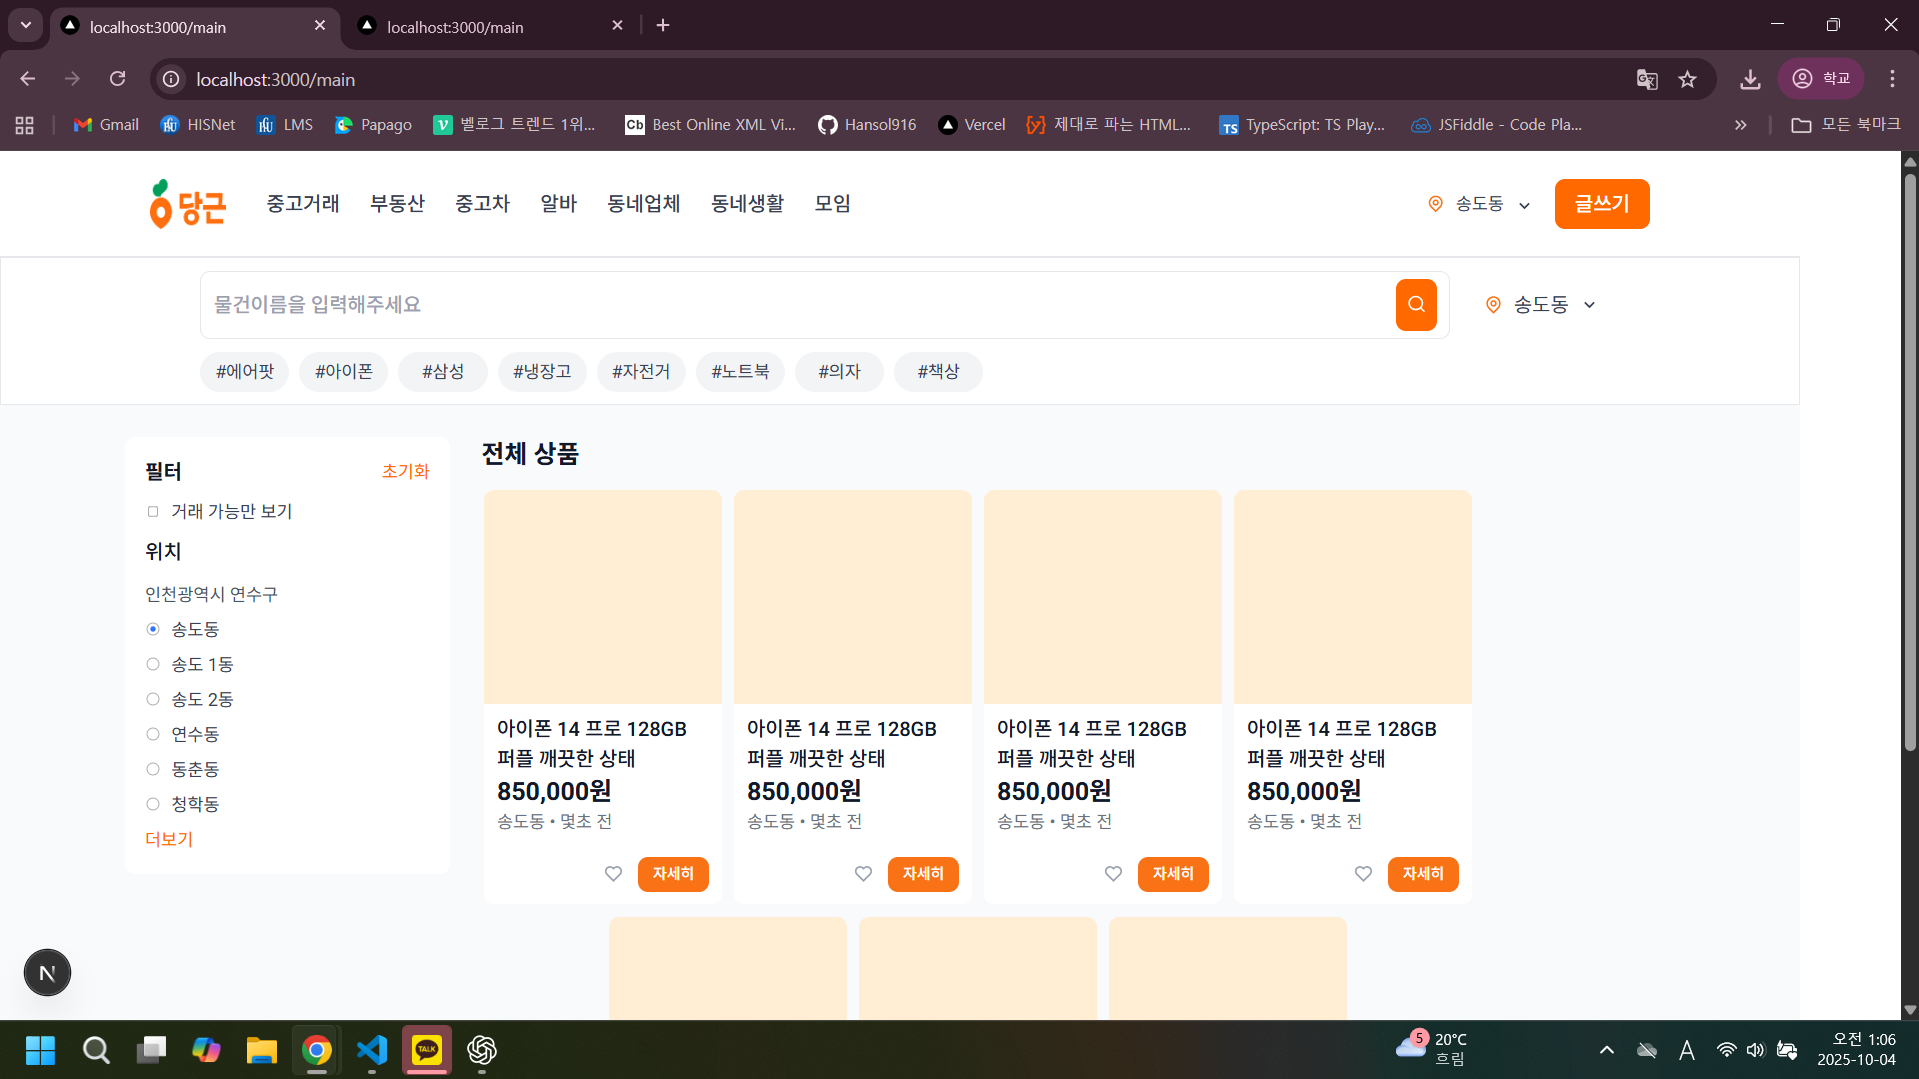 localhost:3000/main
localhost:3000/main
localhost:3000/main
학교
Gmail
HISNet
LMS
Papago
벨로그 트렌드 1위...
Best Online XML Vi...
Hansol916
Vercel
제대로 파는 HTML...
TypeScript: TS Play...
JSFiddle - Code Pla...
모든 북마크
당근
중고거래
부동산
중고차
알바
동네업체
동네생활
모임
송도동
글쓰기
물건이름을 입력해주세요
송도동
#에어팟
#아이폰
#삼성
#냉장고
#자전거
#노트북
#의자
#책상
필터
초기화
거래 가능만 보기
위치
인천광역시 연수구
송도동
송도 1동
송도 2동
연수동
동춘동
청학동
더보기
전체 상품
아이폰 14 프로 128GB
퍼플 깨끗한 상태
850,000원
송도동 • 몇초 전
자세히
아이폰 14 프로 128GB
퍼플 깨끗한 상태
850,000원
송도동 • 몇초 전
자세히
아이폰 14 프로 128GB
퍼플 깨끗한 상태
850,000원
송도동 • 몇초 전
자세히
아이폰 14 프로 128GB
퍼플 깨끗한 상태
850,000원
송도동 • 몇초 전
자세히
N
TALK
5
20°C
흐림
A
오전 1:06
2025-10-04